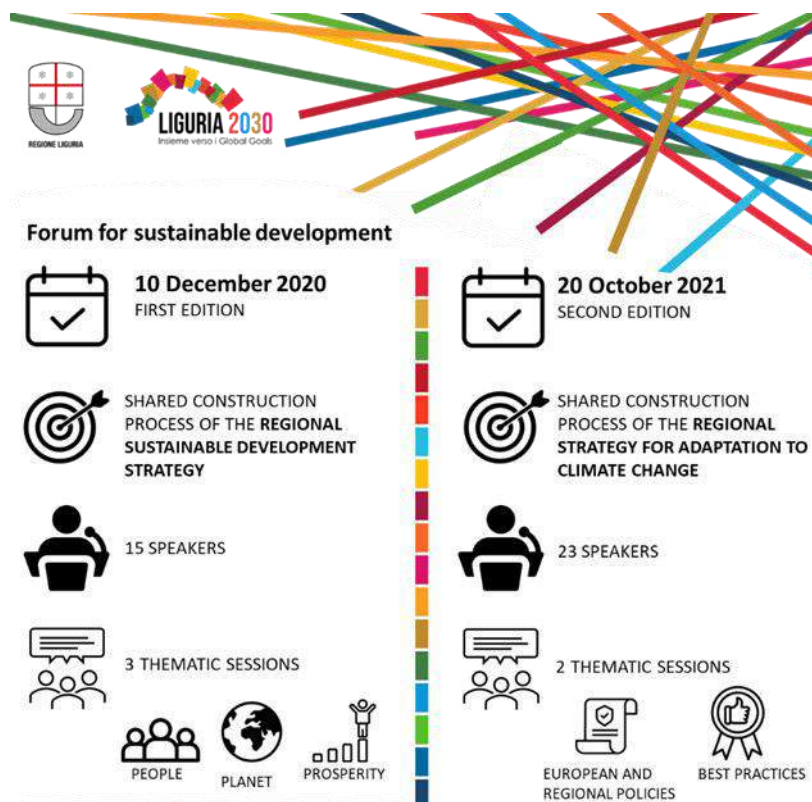 REGIONE LIGURIA
LIGURIA 2030
Insieme verso i Global Goals
Forum for sustainable development
10 December 2020
FIRST EDITION
SHARED CONSTRUCTION
PROCESS OF THE REGIONAL
SUSTAINABLE DEVELOPMENT
STRATEGY
15 SPEAKERS
3 THEMATIC SESSIONS
PEOPLE
PLANET
PROSPERITY
20 October 2021
SECOND EDITION
SHARED CONSTRUCTION
PROCESS OF THE REGIONAL
STRATEGY FOR ADAPTATION TO
CLIMATE CHANGE
23 SPEAKERS
2 THEMATIC SESSIONS
EUROPEAN AND
REGIONAL POLICIES
BEST PRACTICES